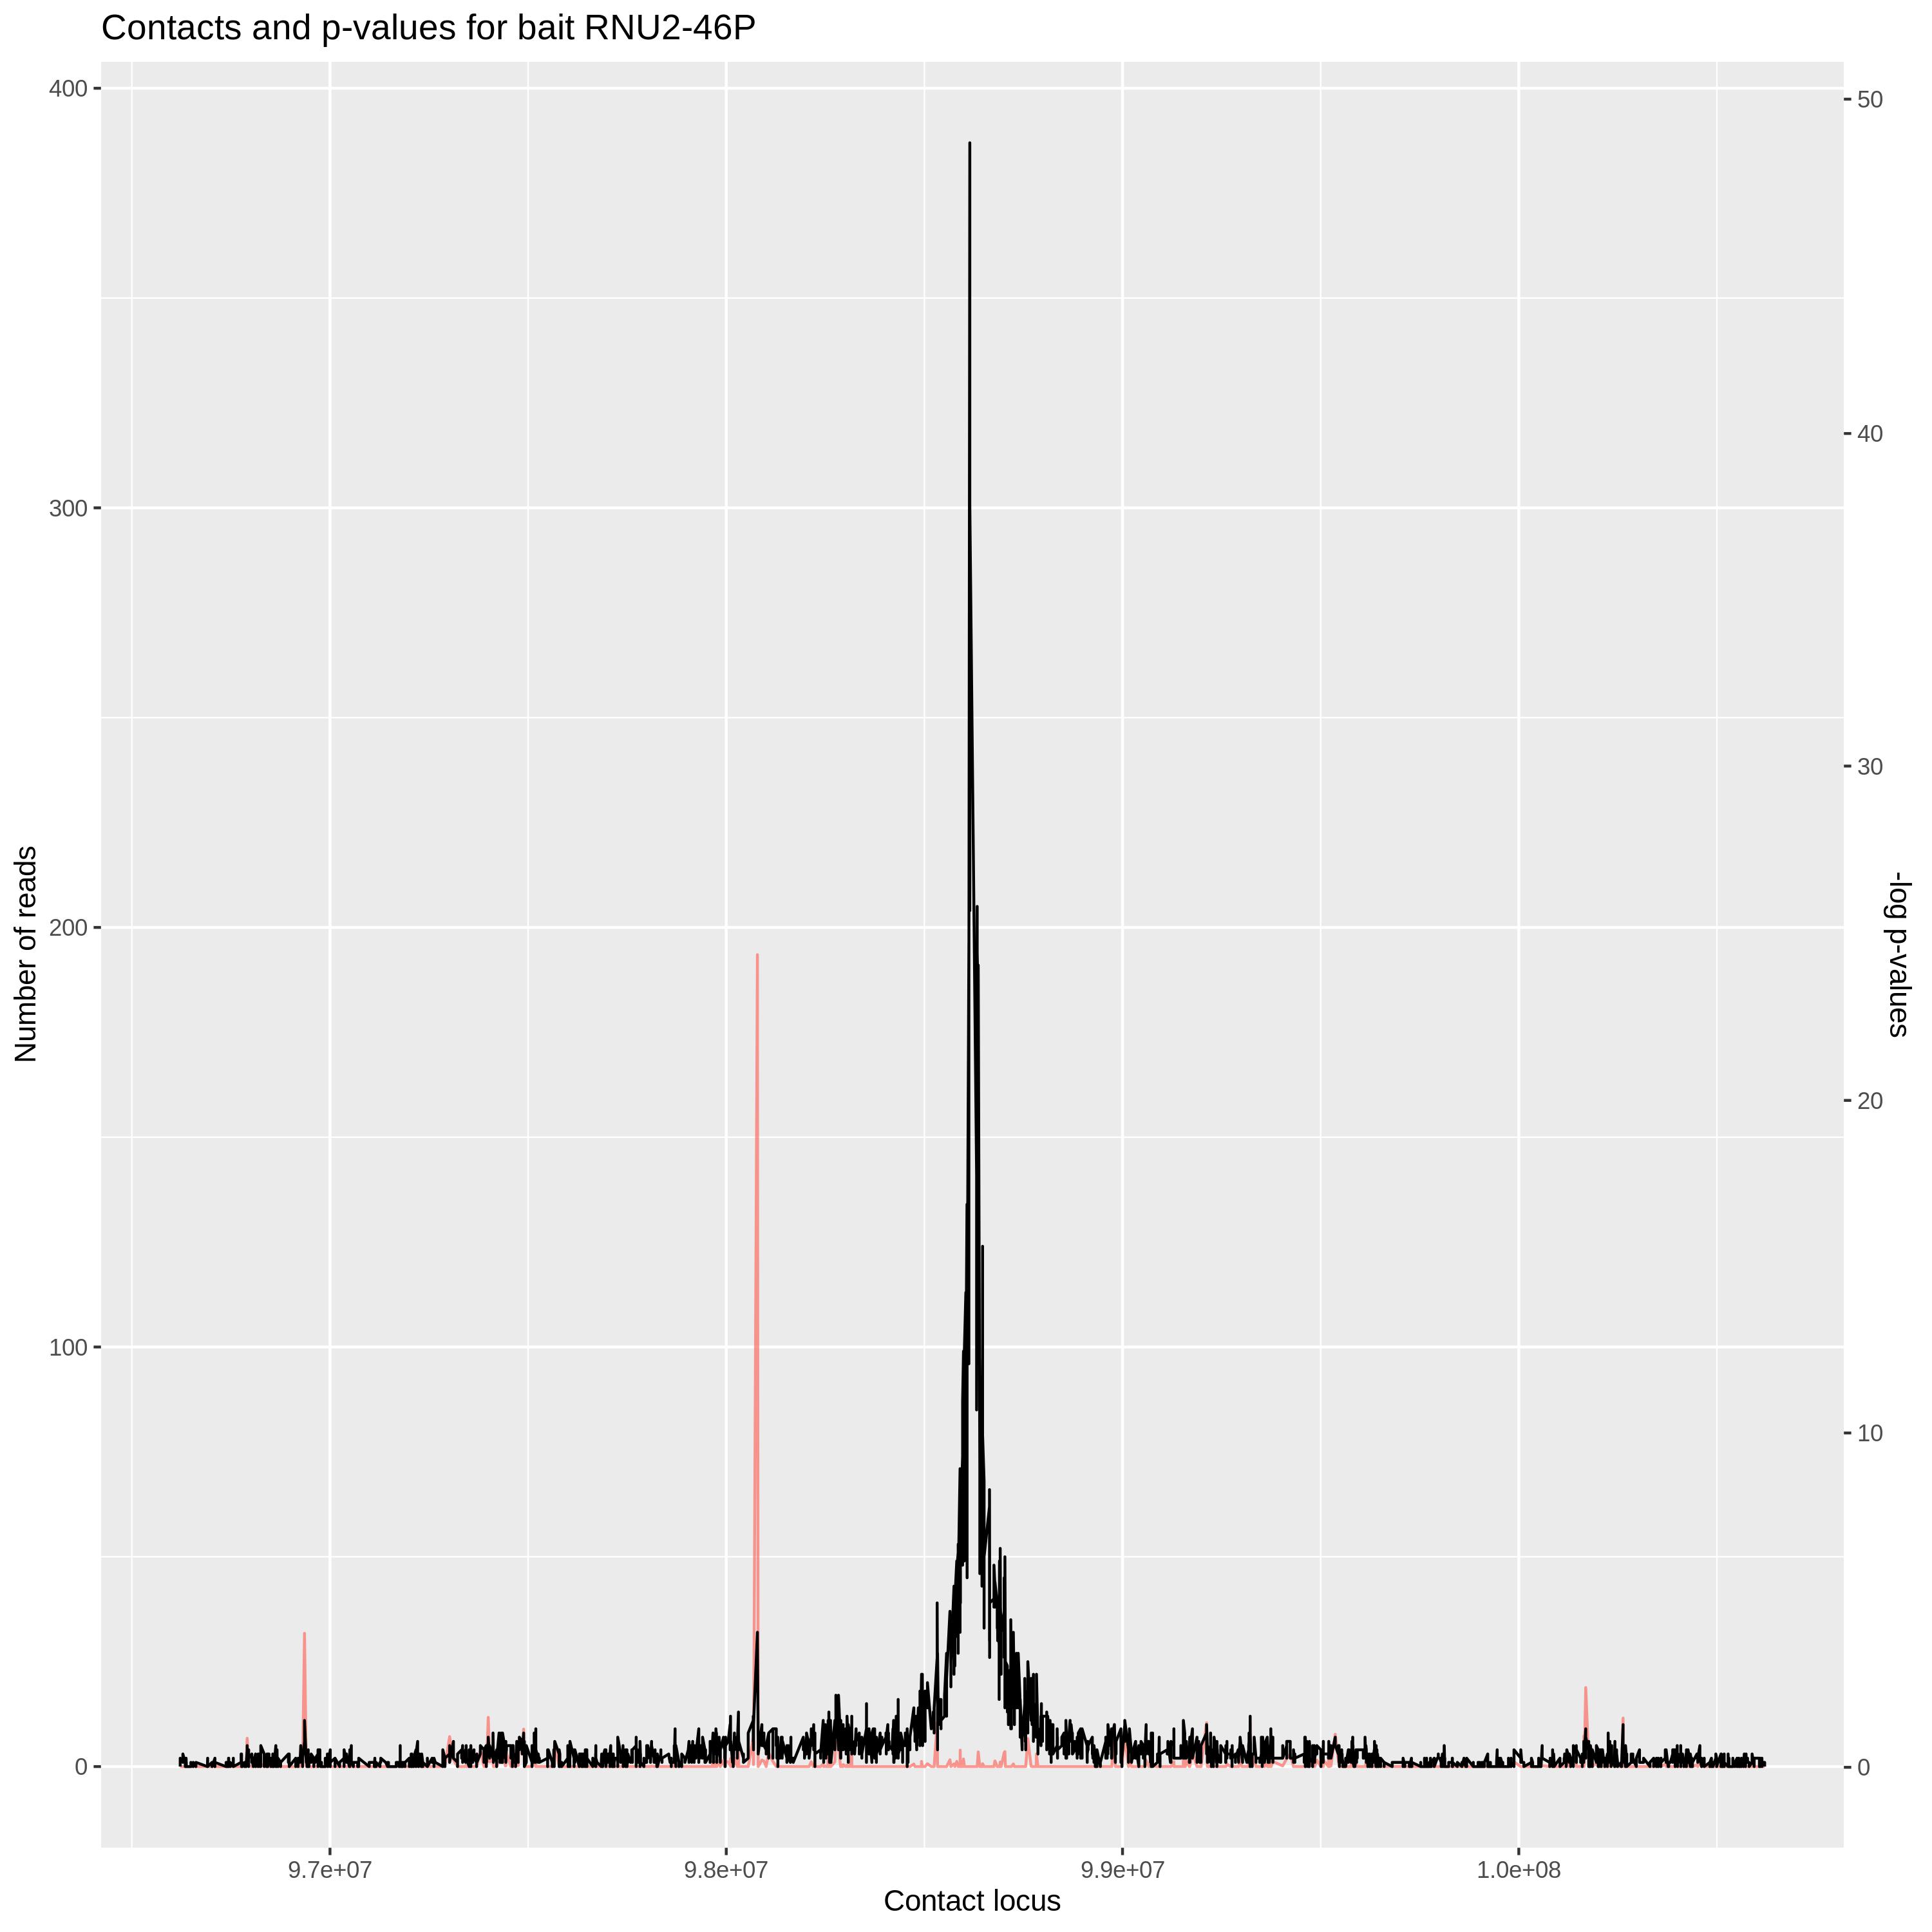 Contacts and p-values for bait RNU2-46P
400
300
200
100
0
50
40
30
20
10
0
Number of reads
-log p-values
9.7e+07
9.8e+07
9.9e+07
1.0e+08
Contact locus